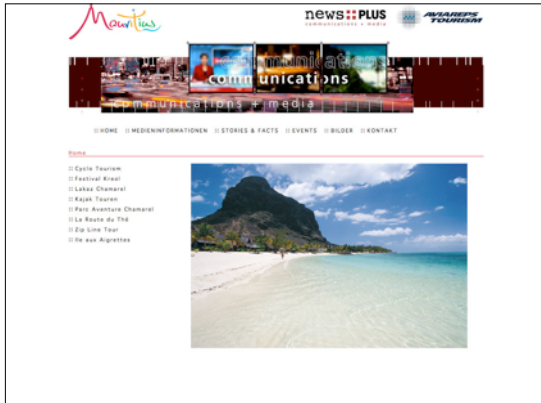 Mauritius
news PLUS
communications + media
AVIAREPS
TOURISM
communications
communications
communications + media
HOME MEDIENINFORMATIONEN STORIES & FACTS EVENTS BILDER KONTAKT
Home
Cycle Tourism
Festival Kreol
Lakaz Chamarel
Kajak Touren
Parc Aventure Chamarel
La Route du Thé
Zip Line Tour
Ile aux Aigrettes